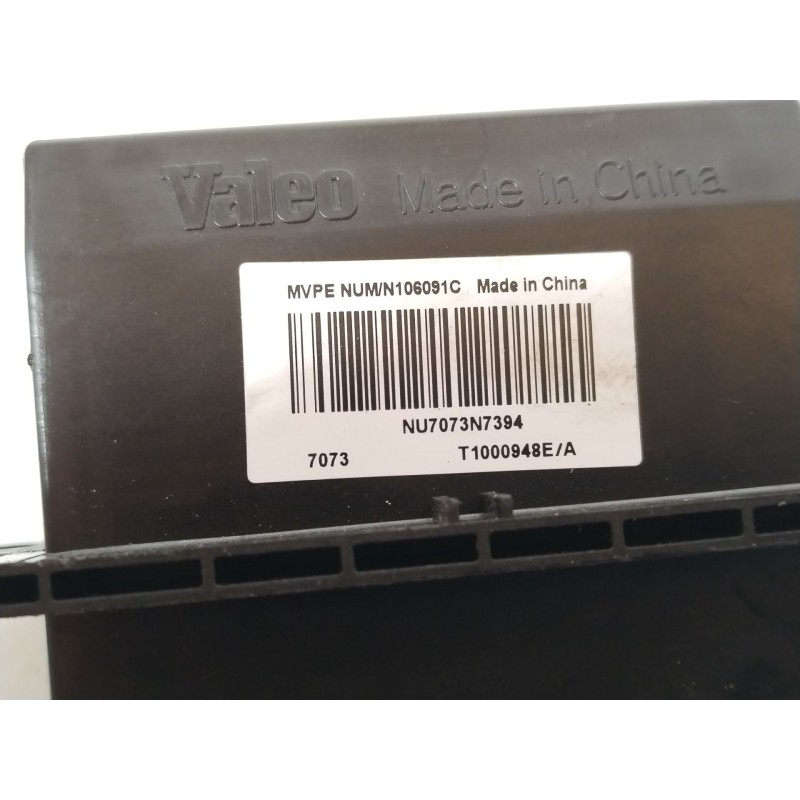 Valeo Made in China
MVPE NUM/N106091C Made in China
NU7073N7394
7073 T1000948E/A